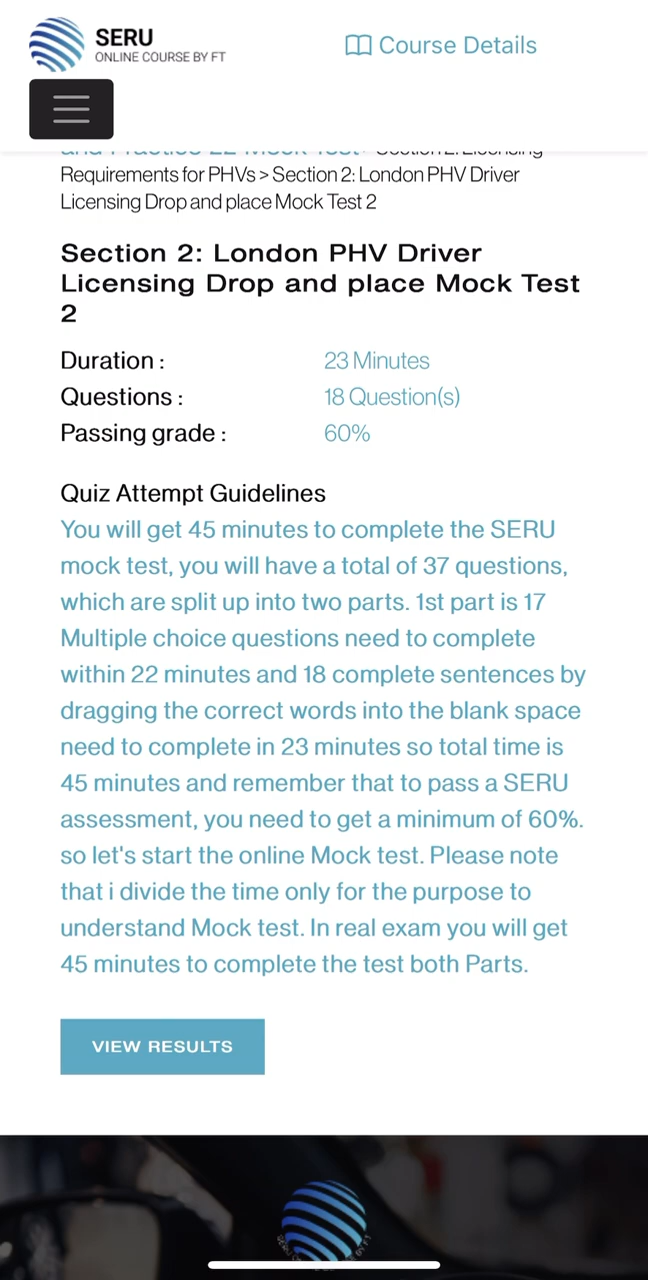 SERU
ONLINE COURSE BY FT
Course Details
and Practice 22 Mock Test > Section 2: Licensing
Requirements for PHVs > Section 2: London PHV Driver
Licensing Drop and place Mock Test 2
Section 2: London PHV Driver
Licensing Drop and place Mock Test
2
Duration : 23 Minutes
Questions : 18 Question(s)
Passing grade : 60%
Quiz Attempt Guidelines
You will get 45 minutes to complete the SERU
mock test, you will have a total of 37 questions,
which are split up into two parts. 1st part is 17
Multiple choice questions need to complete
within 22 minutes and 18 complete sentences by
dragging the correct words into the blank space
need to complete in 23 minutes so total time is
45 minutes and remember that to pass a SERU
assessment, you need to get a minimum of 60%.
so let's start the online Mock test. Please note
that i divide the time only for the purpose to
understand Mock test. In real exam you will get
45 minutes to complete the test both Parts.
VIEW RESULTS